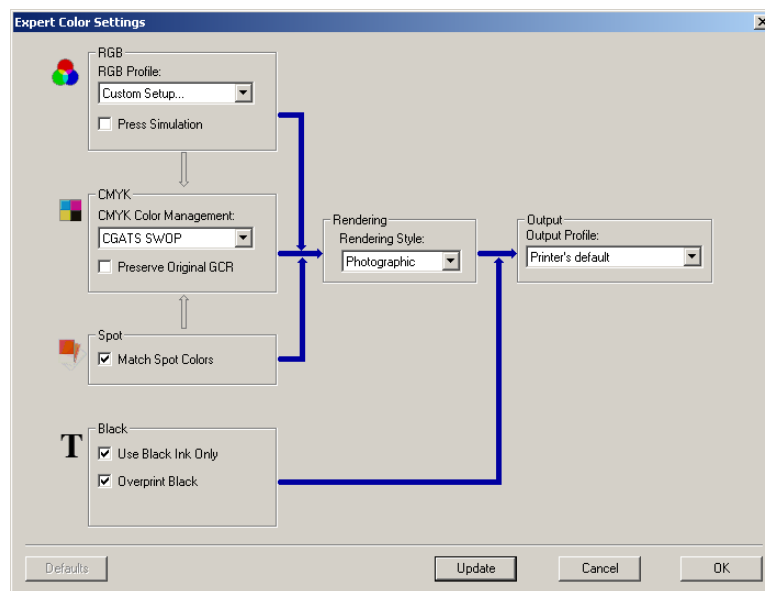 Expert Color Settings
RGB
RGB Profile:
Custom Setup...
Press Simulation
CMYK
CMYK Color Management:
CGATS SWOP
Preserve Original GCR
Rendering
Rendering Style:
Photographic
Output
Output Profile:
Printer's default
Spot
Match Spot Colors
T
Black
Use Black Ink Only
Overprint Black
Defaults
Update
Cancel
OK